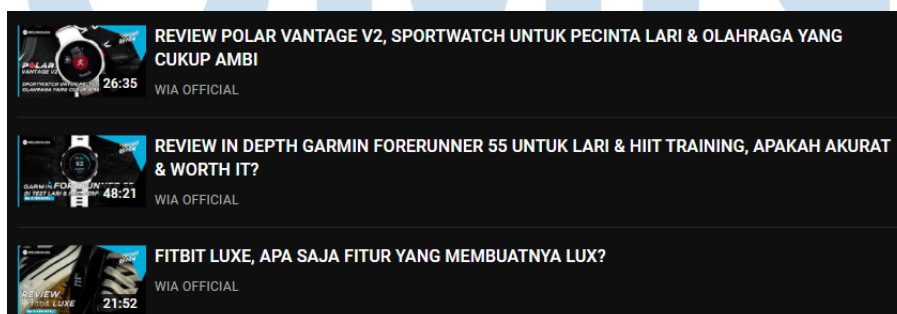 REVIEW POLAR VANTAGE V2, SPORTWATCH UNTUK PECINTA LARI & OLAHRAGA YANG
CUKUP AMBI
WIA OFFICIAL
POLAR
VANTAGE V2
26:35
REVIEW IN DEPTH GARMIN FORERUNNER 55 UNTUK LARI & HIIT TRAINING, APAKAH AKURAT
& WORTH IT?
WIA OFFICIAL
48:21
FITBIT LUXE, APA SAJA FITUR YANG MEMBUATNYA LUX?
WIA OFFICIAL
REVIEW
fitbit LUXE
21:52